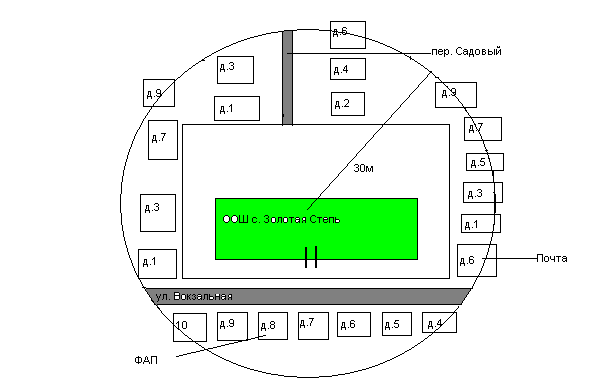 д.6
пер. Садовый
д.3
д.4
д.9
д.9
д.1
д.2
д.7
д.7
д.5
30м
д.3
д.3
ООШ с. Золотая Степь
д.1
д.1
д.6
Почта
ул. Вокзальная
10
д.9
д.8
д.7
д.6
д.5
д.4
ФАП